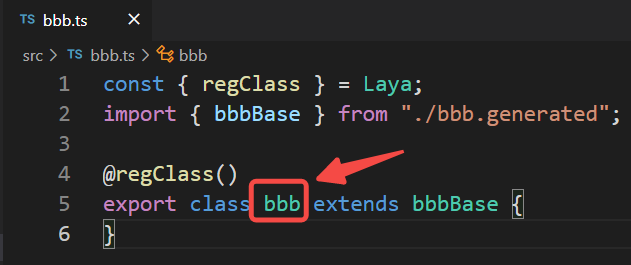 TS bbb.ts ×
src > TS bbb.ts > bbb
1 const { regClass } = Laya;
2 import { bbbBase } from "./bbb.generated";
3
4 @regClass()
5 export class bbb extends bbbBase {
6 }